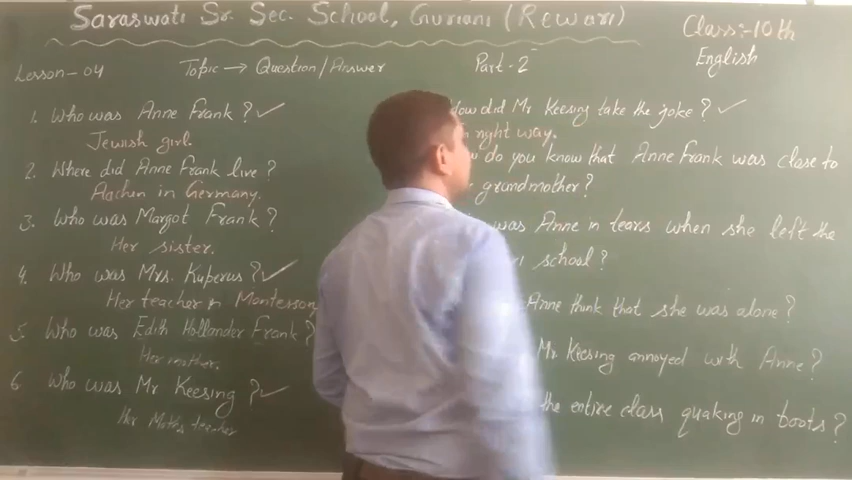 Saraswati Sr. Sec. School, Guriani (Rewari)
Class:-10th
English
Lesson-04
Topic → Question/Answer
Part-2
1. Who was Anne Frank? ✓
Jewish girl.
2. Where did Anne Frank live?
Aachen in Germany.
3. Who was Margot Frank?
Her sister.
4. Who was Mrs. Kuperus? ✓
Her teacher in Montessori
5. Who was Edith Hollander Frank?
Her mother.
6. Who was Mr Keesing? ✓
Her Maths teacher
did Mr Keesing take the joke? ✓
right way.
do you know that Anne Frank was close to
grandmother?
was Anne in tears when she left the
school?
Anne think that she was alone?
Mr Keesing annoyed with Anne?
the entire class quaking in boots?